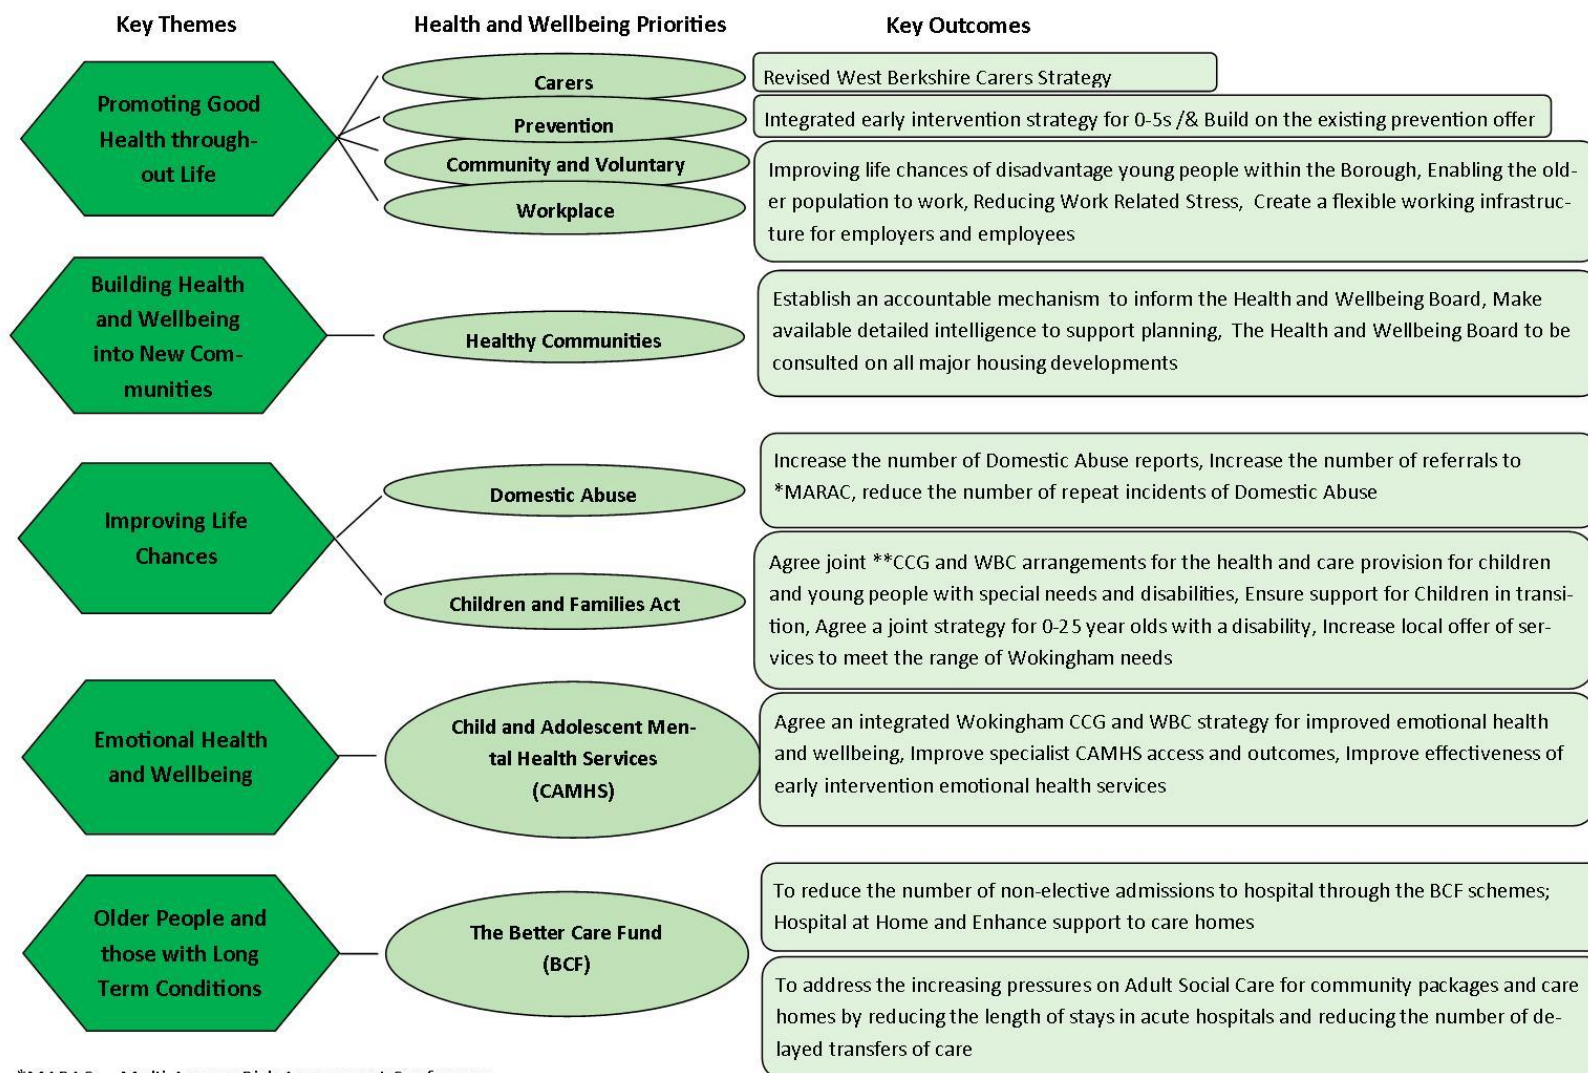 Key Themes
Health and Wellbeing Priorities
Key Outcomes
Promoting Good
Health through-
out Life
Carers
Prevention
Community and Voluntary
Workplace
Revised West Berkshire Carers Strategy
Integrated early intervention strategy for 0-5s /& Build on the existing prevention offer
Improving life chances of disadvantage young people within the Borough, Enabling the old-
er population to work, Reducing Work Related Stress, Create a flexible working infrastruc-
ture for employers and employees
Building Health
and Wellbeing
into New Com-
munities
Healthy Communities
Establish an accountable mechanism to inform the Health and Wellbeing Board, Make
available detailed intelligence to support planning, The Health and Wellbeing Board to be
consulted on all major housing developments
Improving Life
Chances
Domestic Abuse
Increase the number of Domestic Abuse reports, Increase the number of referrals to
*MARAC, reduce the number of repeat incidents of Domestic Abuse
Children and Families Act
Agree joint **CCG and WBC arrangements for the health and care provision for children
and young people with special needs and disabilities, Ensure support for Children in transi-
tion, Agree a joint strategy for 0-25 year olds with a disability, Increase local offer of ser-
vices to meet the range of Wokingham needs
Emotional Health
and Wellbeing
Child and Adolescent Men-
tal Health Services
(CAMHS)
Agree an integrated Wokingham CCG and WBC strategy for improved emotional health
and wellbeing, Improve specialist CAMHS access and outcomes, Improve effectiveness of
early intervention emotional health services
Older People and
those with Long
Term Conditions
The Better Care Fund
(BCF)
To reduce the number of non-elective admissions to hospital through the BCF schemes;
Hospital at Home and Enhance support to care homes
To address the increasing pressures on Adult Social Care for community packages and care
homes by reducing the length of stays in acute hospitals and reducing the number of de-
layed transfers of care